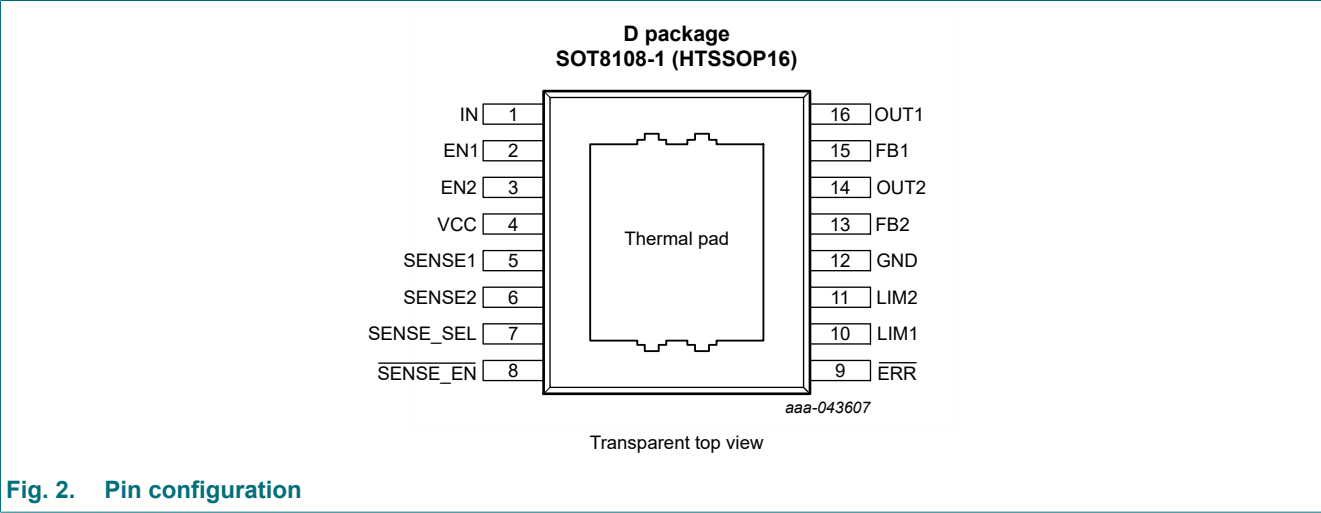 D package
SOT8108-1 (HTSSOP16)
IN 1 16 OUT1
EN1 2 15 FB1
EN2 3 14 OUT2
VCC 4 13 FB2
Thermal pad
SENSE1 5 12 GND
SENSE2 6 11 LIM2
SENSE_SEL 7 10 LIM1
SENSE_EN 8 9 ERR
aaa-043607
Transparent top view
Fig. 2. Pin configuration